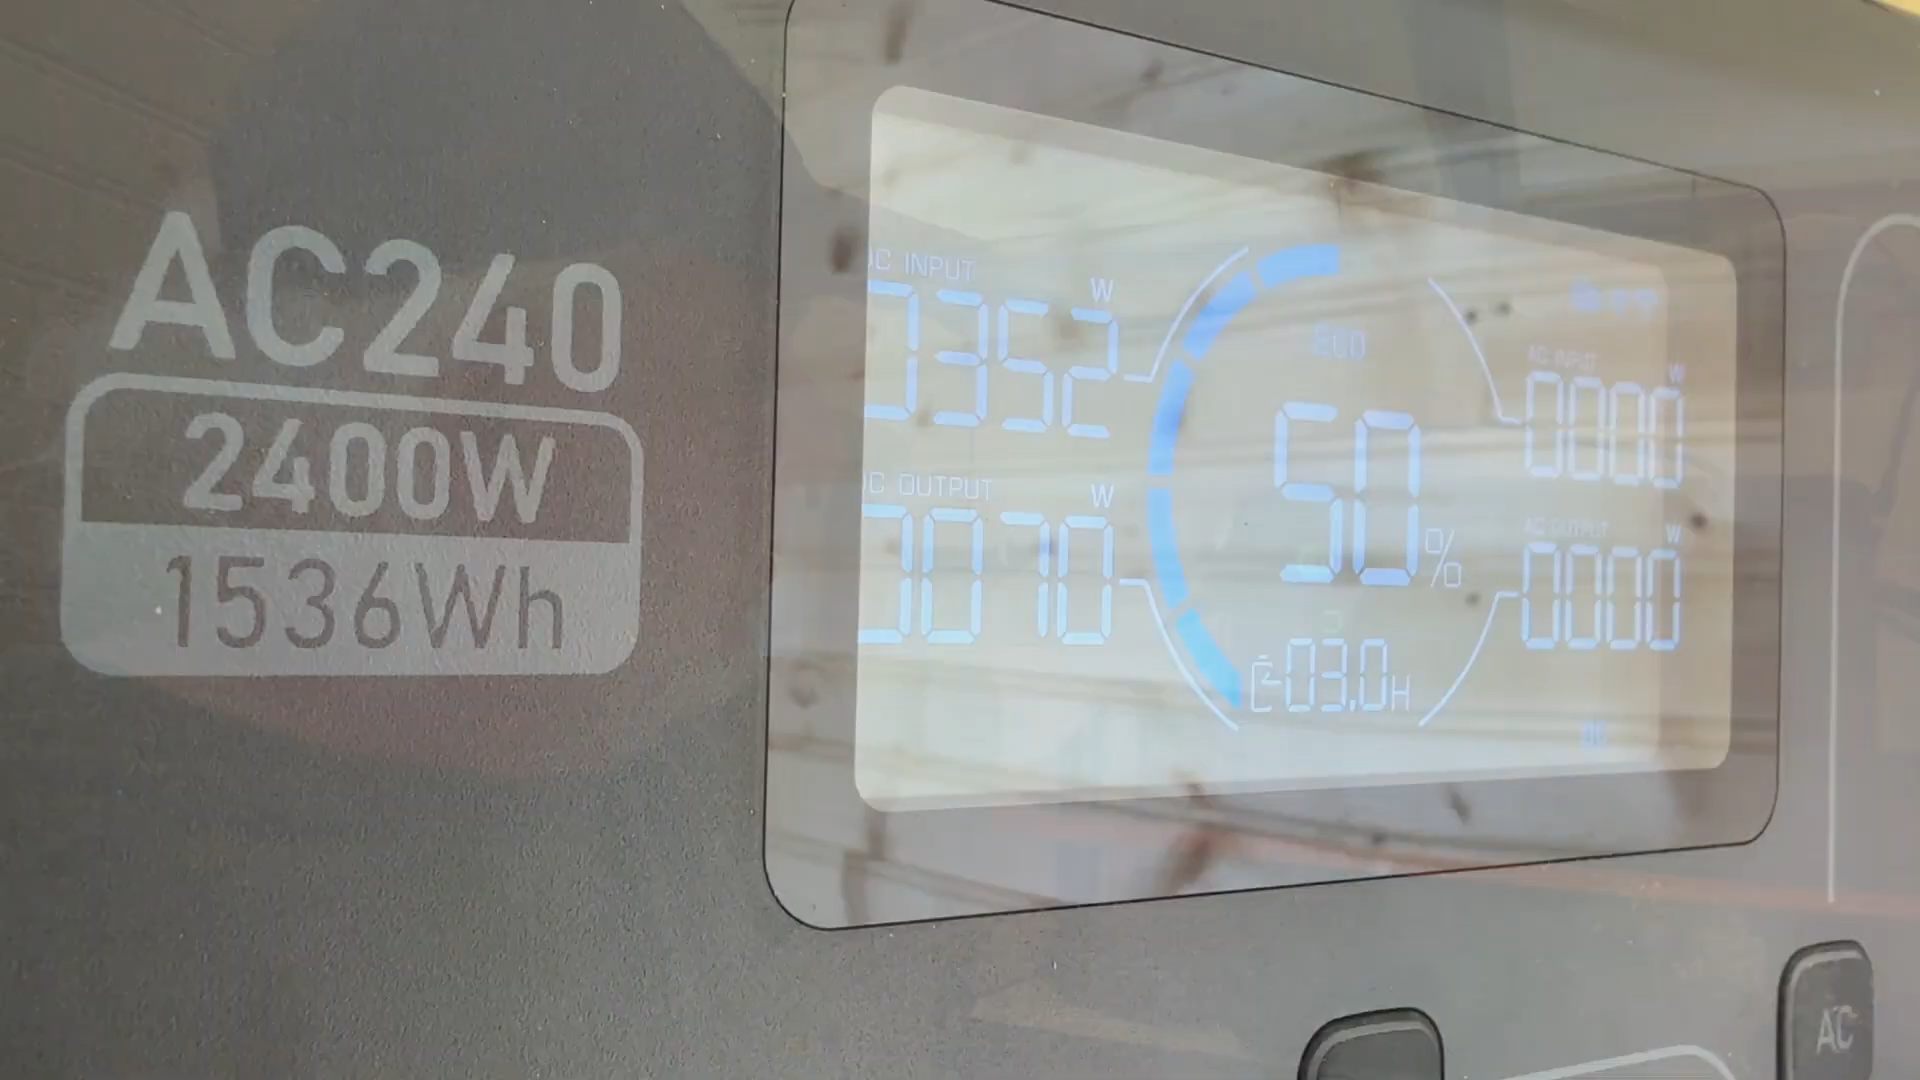 AC240
2400W
1536Wh
DC INPUT
0352 W
DC OUTPUT
0070 W
ECO
50%
03.0H
AC INPUT
0000 W
AC OUTPUT
0000 W
AC